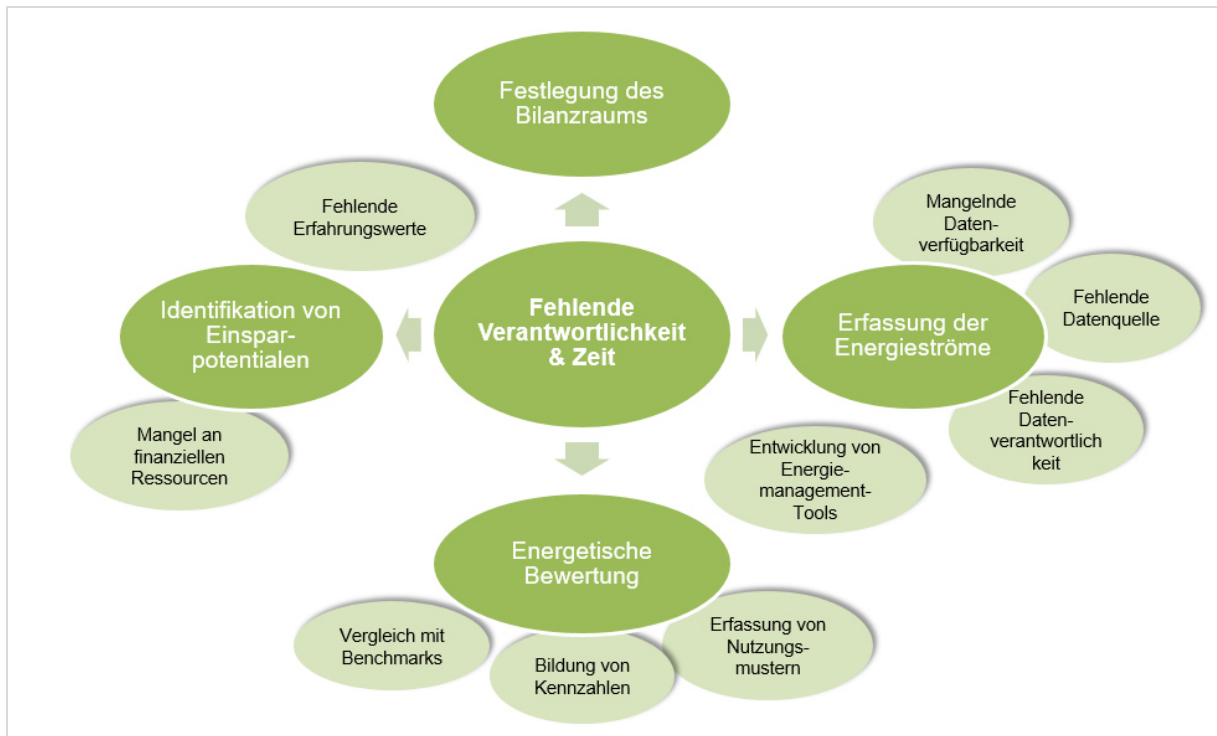 Festlegung des
Bilanzraums
Fehlende
Erfahrungswerte
Mangelnde
Daten-
verfügbarkeit
Identifikation von
Einspar-
potentialen
Fehlende
Verantwortlichkeit
& Zeit
Erfassung der
Energieströme
Fehlende
Datenquelle
Mangel an
finanziellen
Ressourcen
Fehlende
Daten-
verantwortlich
keit
Entwicklung von
Energie-
management-
Tools
Energetische
Bewertung
Vergleich mit
Benchmarks
Bildung von
Kennzahlen
Erfassung von
Nutzungs-
mustern